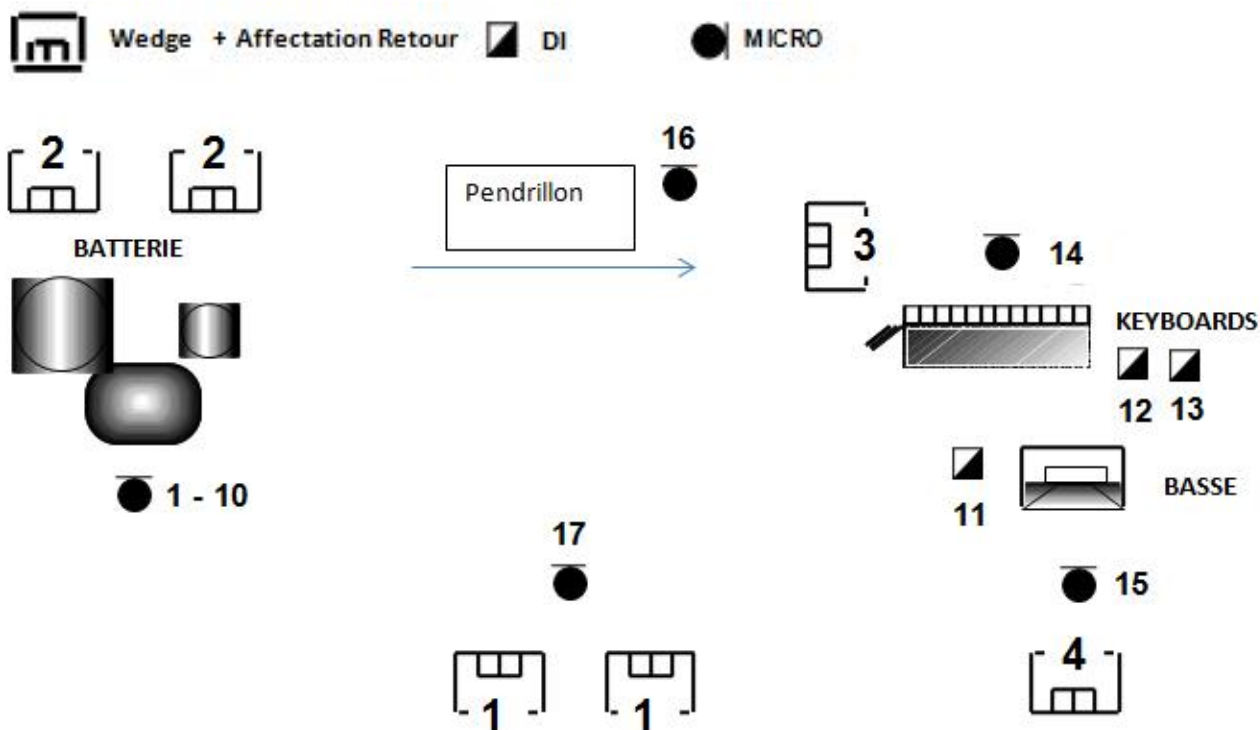 Wedge + Affectation Retour DI MICRO
2 2
16
Pendrillon
BATTERIE
3
14
KEYBOARDS
12 13
1 - 10
11
BASSE
17
15
1 1
4